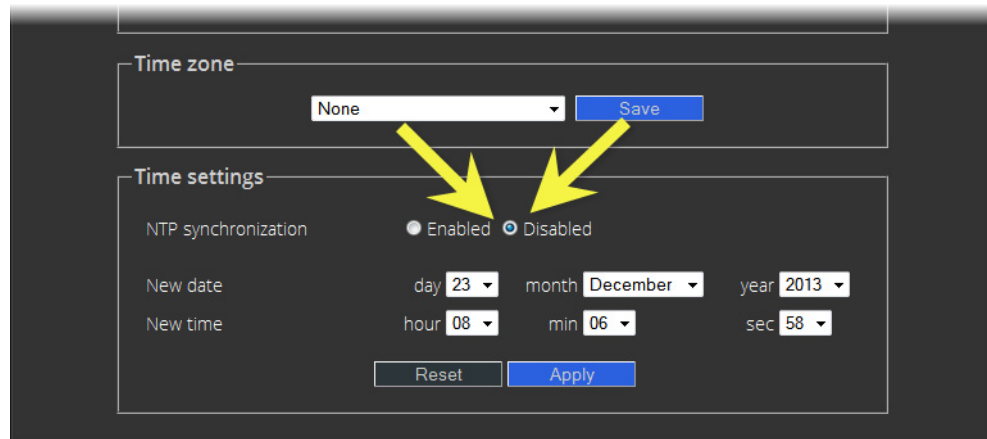 Time zone
None Save
Time settings
NTP synchronization Enabled Disabled
New date day 23 month December year 2013
New time hour 08 min 06 sec 58
Reset Apply